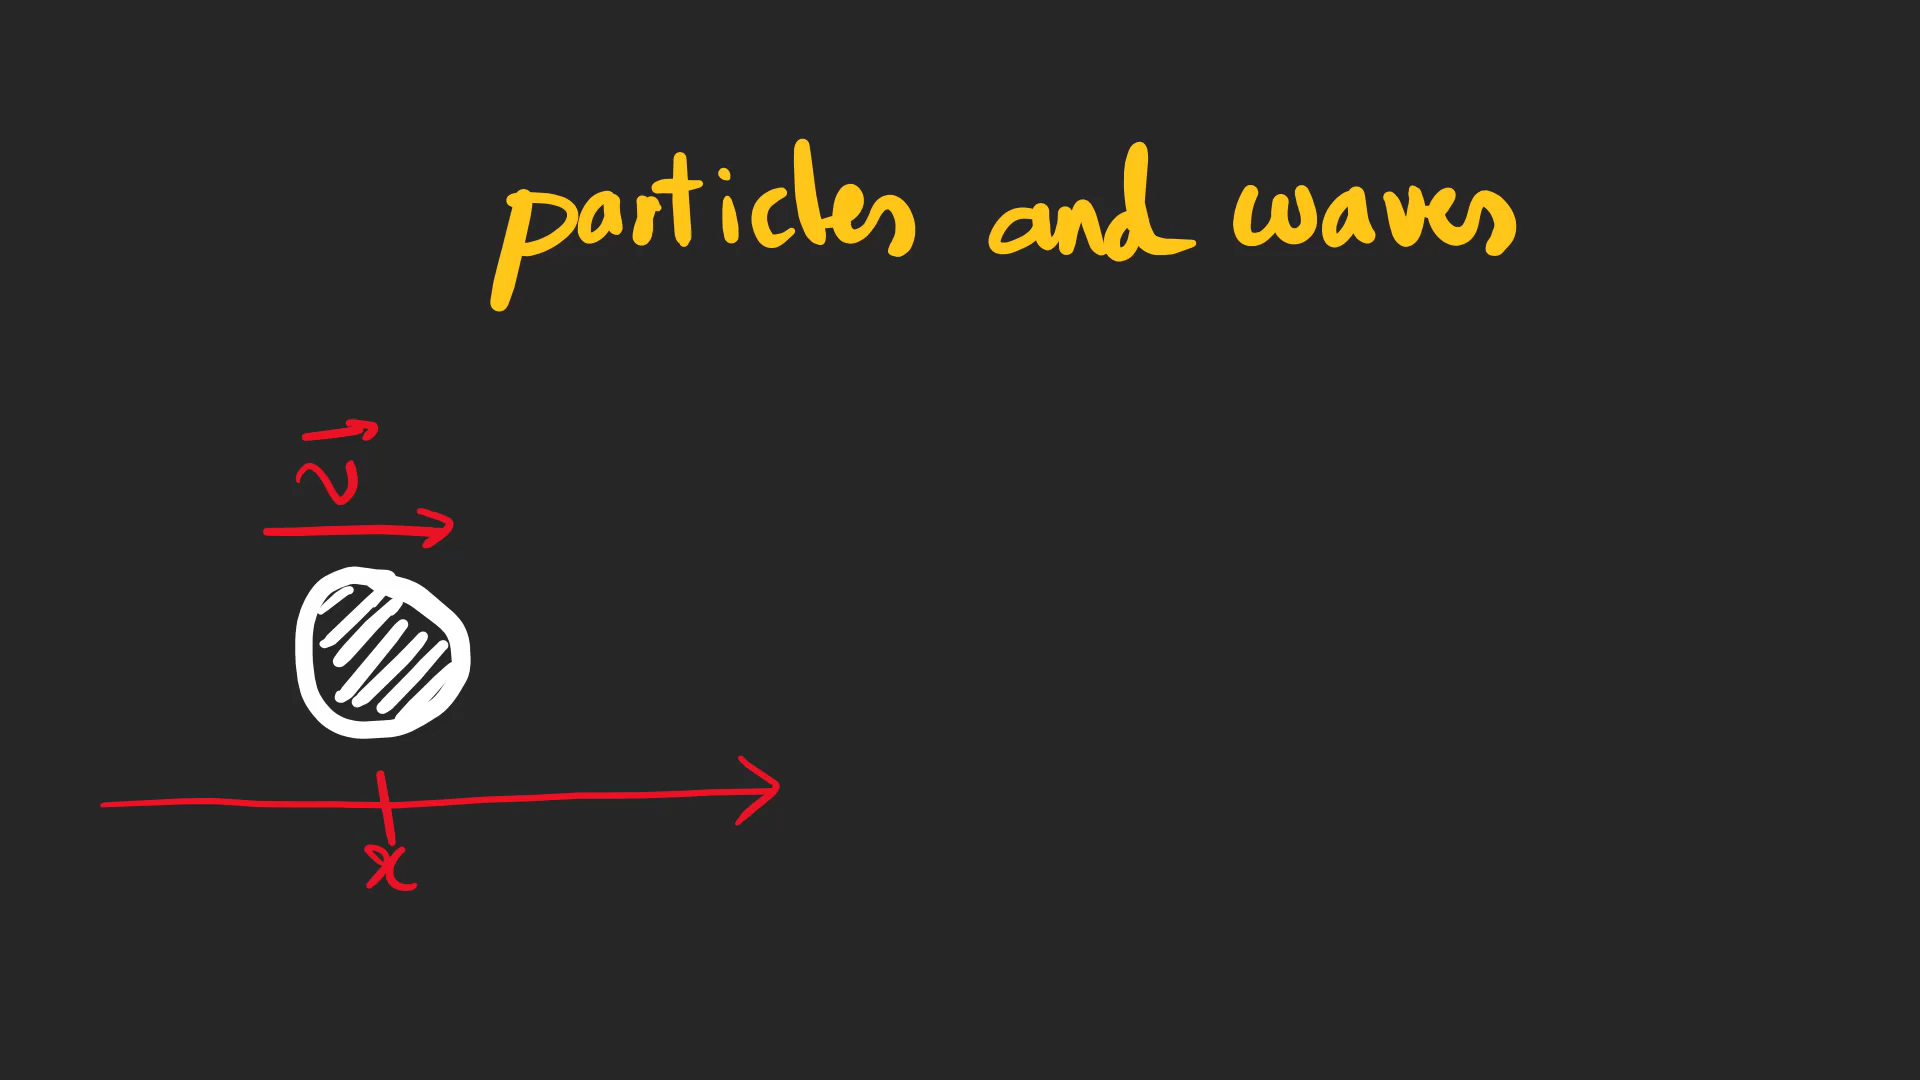 particles and waves
v⃗
x